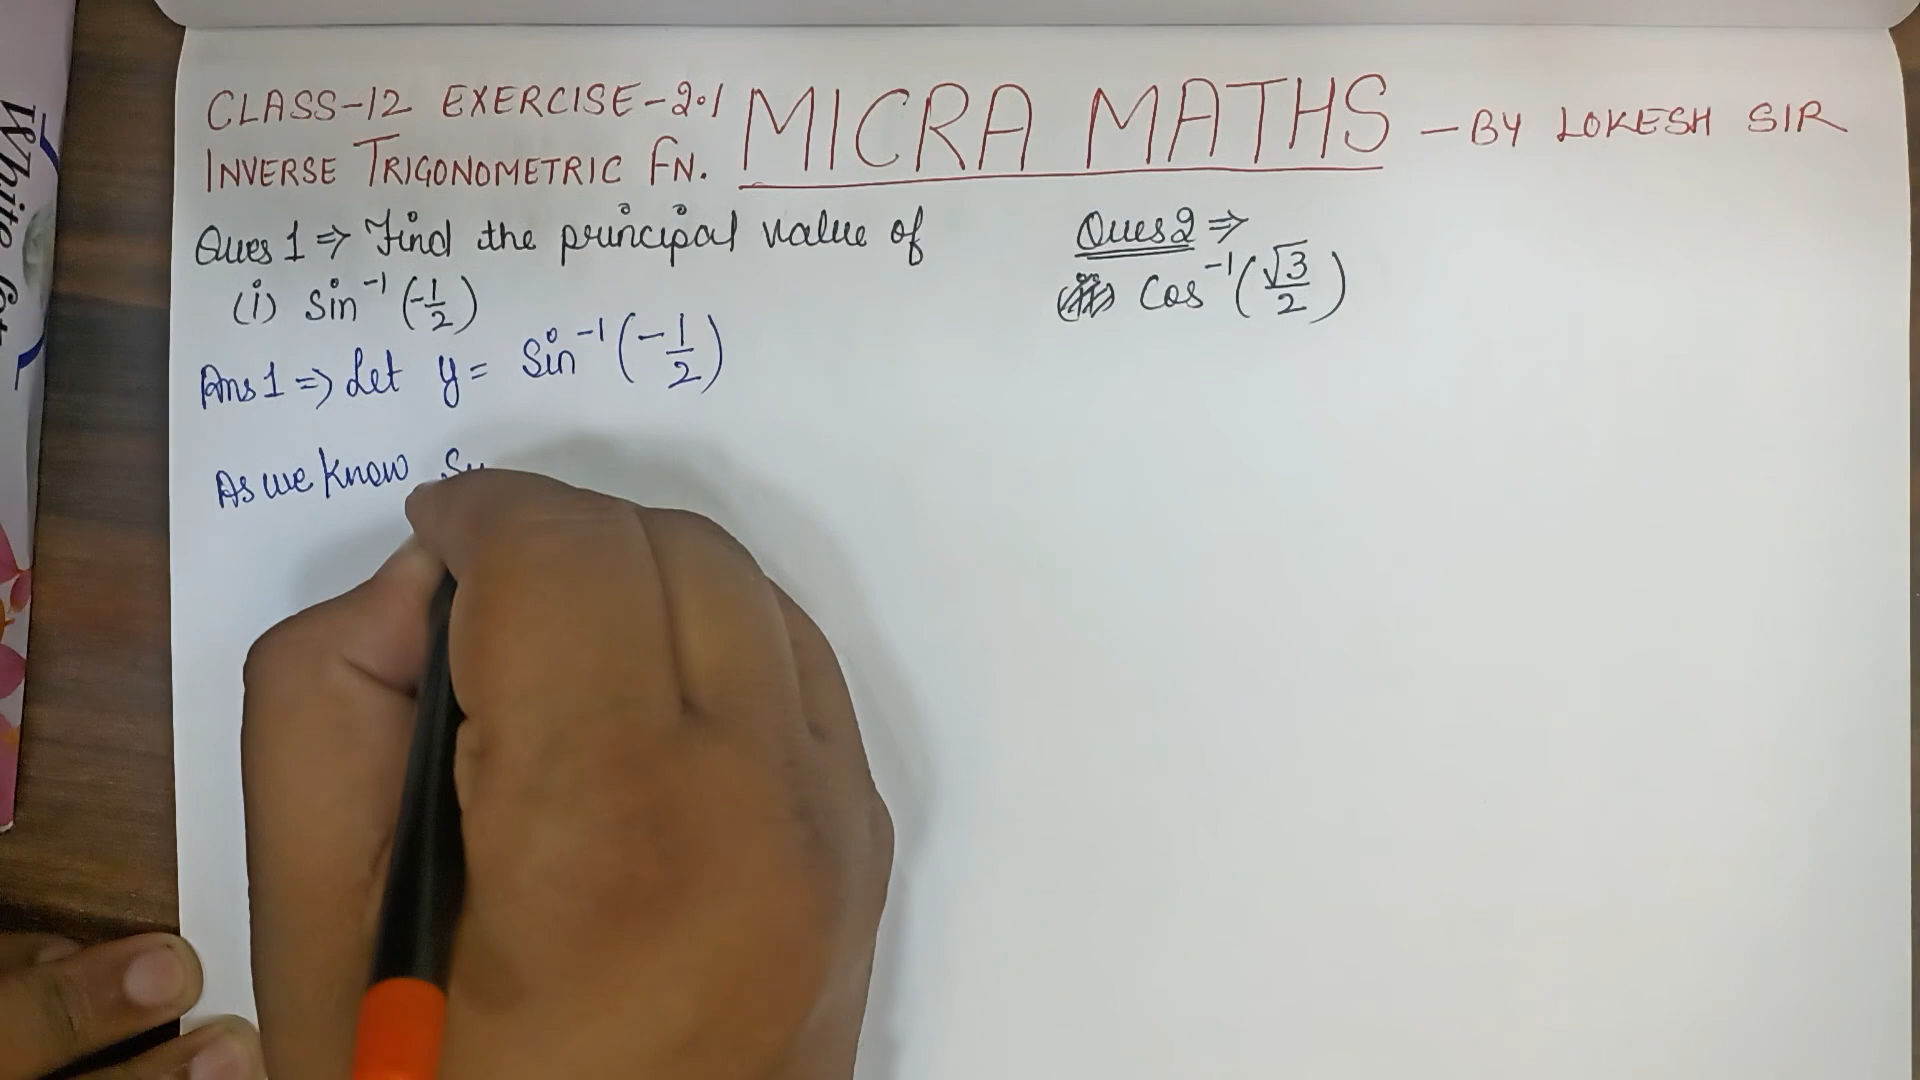 CLASS-12 EXERCISE-2.1
INVERSE TRIGONOMETRIC FN.
MICRA MATHS
- BY LOKESH SIR
Ques 1 ⇒ Find the principal value of
(i) Sin⁻¹ (-1/2)
Ans 1 ⇒ Let y = Sin⁻¹ (-1/2)
As we know
Ques 2 ⇒
Cos⁻¹ (√3/2)
White